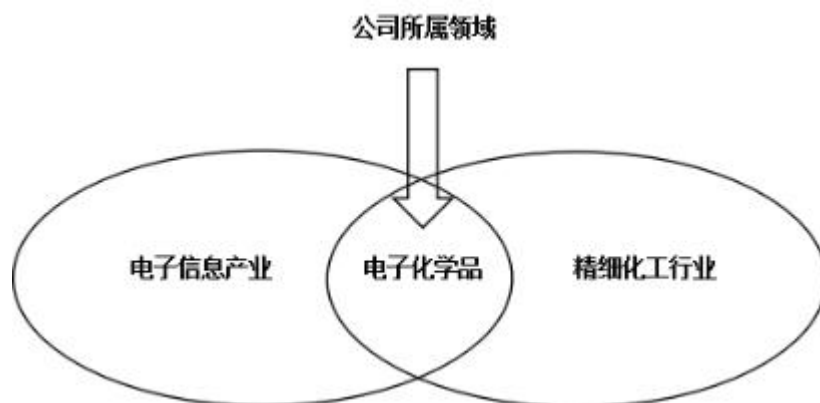 公司所属领域
电子信息产业
电子化学品
精细化工行业